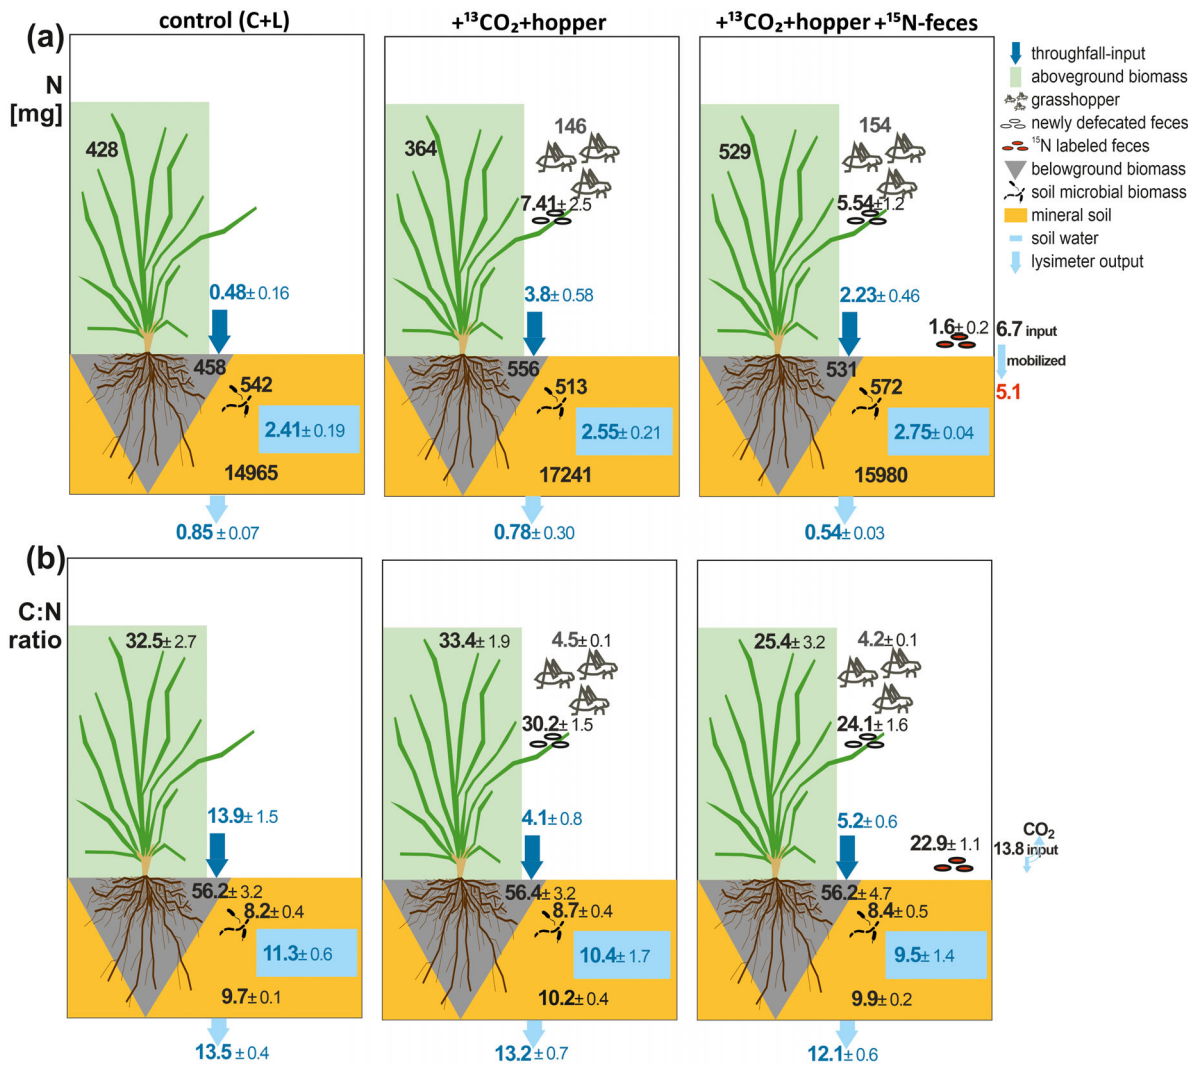 control (C+L)
+¹³CO₂+hopper
+¹³CO₂+hopper +¹⁵N-feces
(a)
N
[mg]
throughfall-input
aboveground biomass
grasshopper
newly defecated feces
¹⁵N labeled feces
belowground biomass
soil microbial biomass
mineral soil
soil water
lysimeter output
428
0.48± 0.16
458
542
2.41± 0.19
14965
0.85± 0.07
364
146
7.41± 2.5
3.8± 0.58
556
513
2.55± 0.21
17241
0.78± 0.30
529
154
5.54±1.2
2.23± 0.46
1.6± 0.2
6.7 input
mobilized
5.1
531
572
2.75± 0.04
15980
0.54± 0.03
(b)
C:N
ratio
32.5± 2.7
13.9± 1.5
56.2± 3.2
8.2± 0.4
11.3± 0.6
9.7± 0.1
13.5± 0.4
33.4± 1.9
4.5± 0.1
30.2± 1.5
4.1± 0.8
56.4± 3.2
8.7± 0.4
10.4± 1.7
10.2± 0.4
13.2± 0.7
25.4± 3.2
4.2± 0.1
24.1± 1.6
5.2± 0.6
22.9± 1.1
CO₂
13.8 input
56.2± 4.7
8.4± 0.5
9.5± 1.4
9.9± 0.2
12.1± 0.6